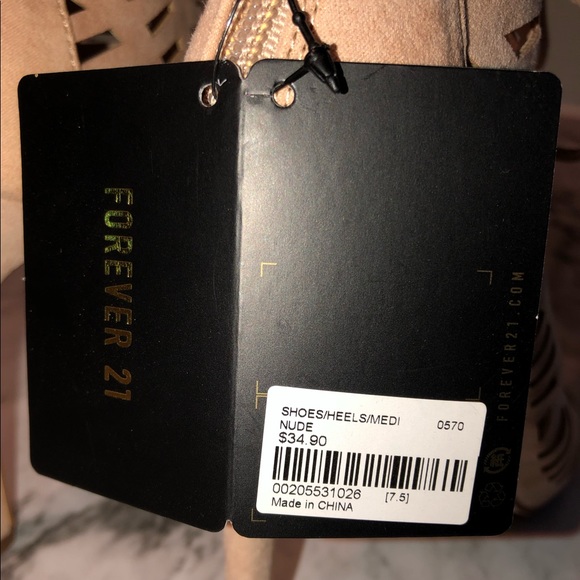 FOREVER 21
FOREVER21.COM
SHOES/HEELS/MEDI 0570
NUDE
$34.90
00205531026 [7.5]
Made in CHINA